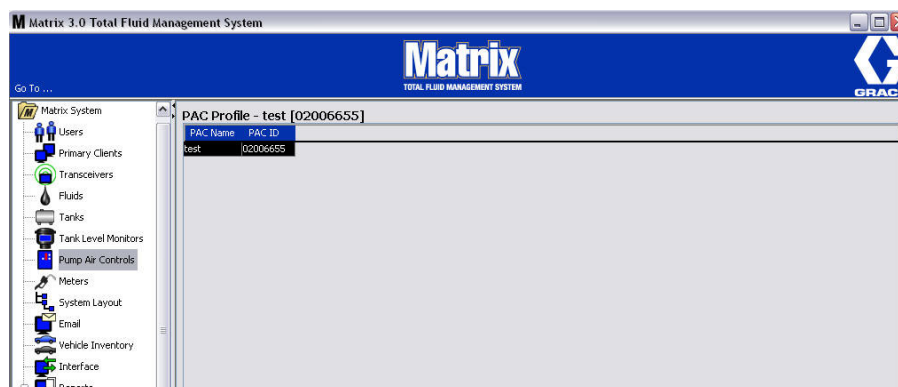 Matrix 3.0 Total Fluid Management System
Matrix
TOTAL FLUID MANAGEMENT SYSTEM
Go To ...
GRAC
Matrix System
Users
Primary Clients
Transceivers
Fluids
Tanks
Tank Level Monitors
Pump Air Controls
Meters
System Layout
Email
Vehicle Inventory
Interface
Reports
PAC Profile - test [02006655]
PAC Name PAC ID
test 02006655